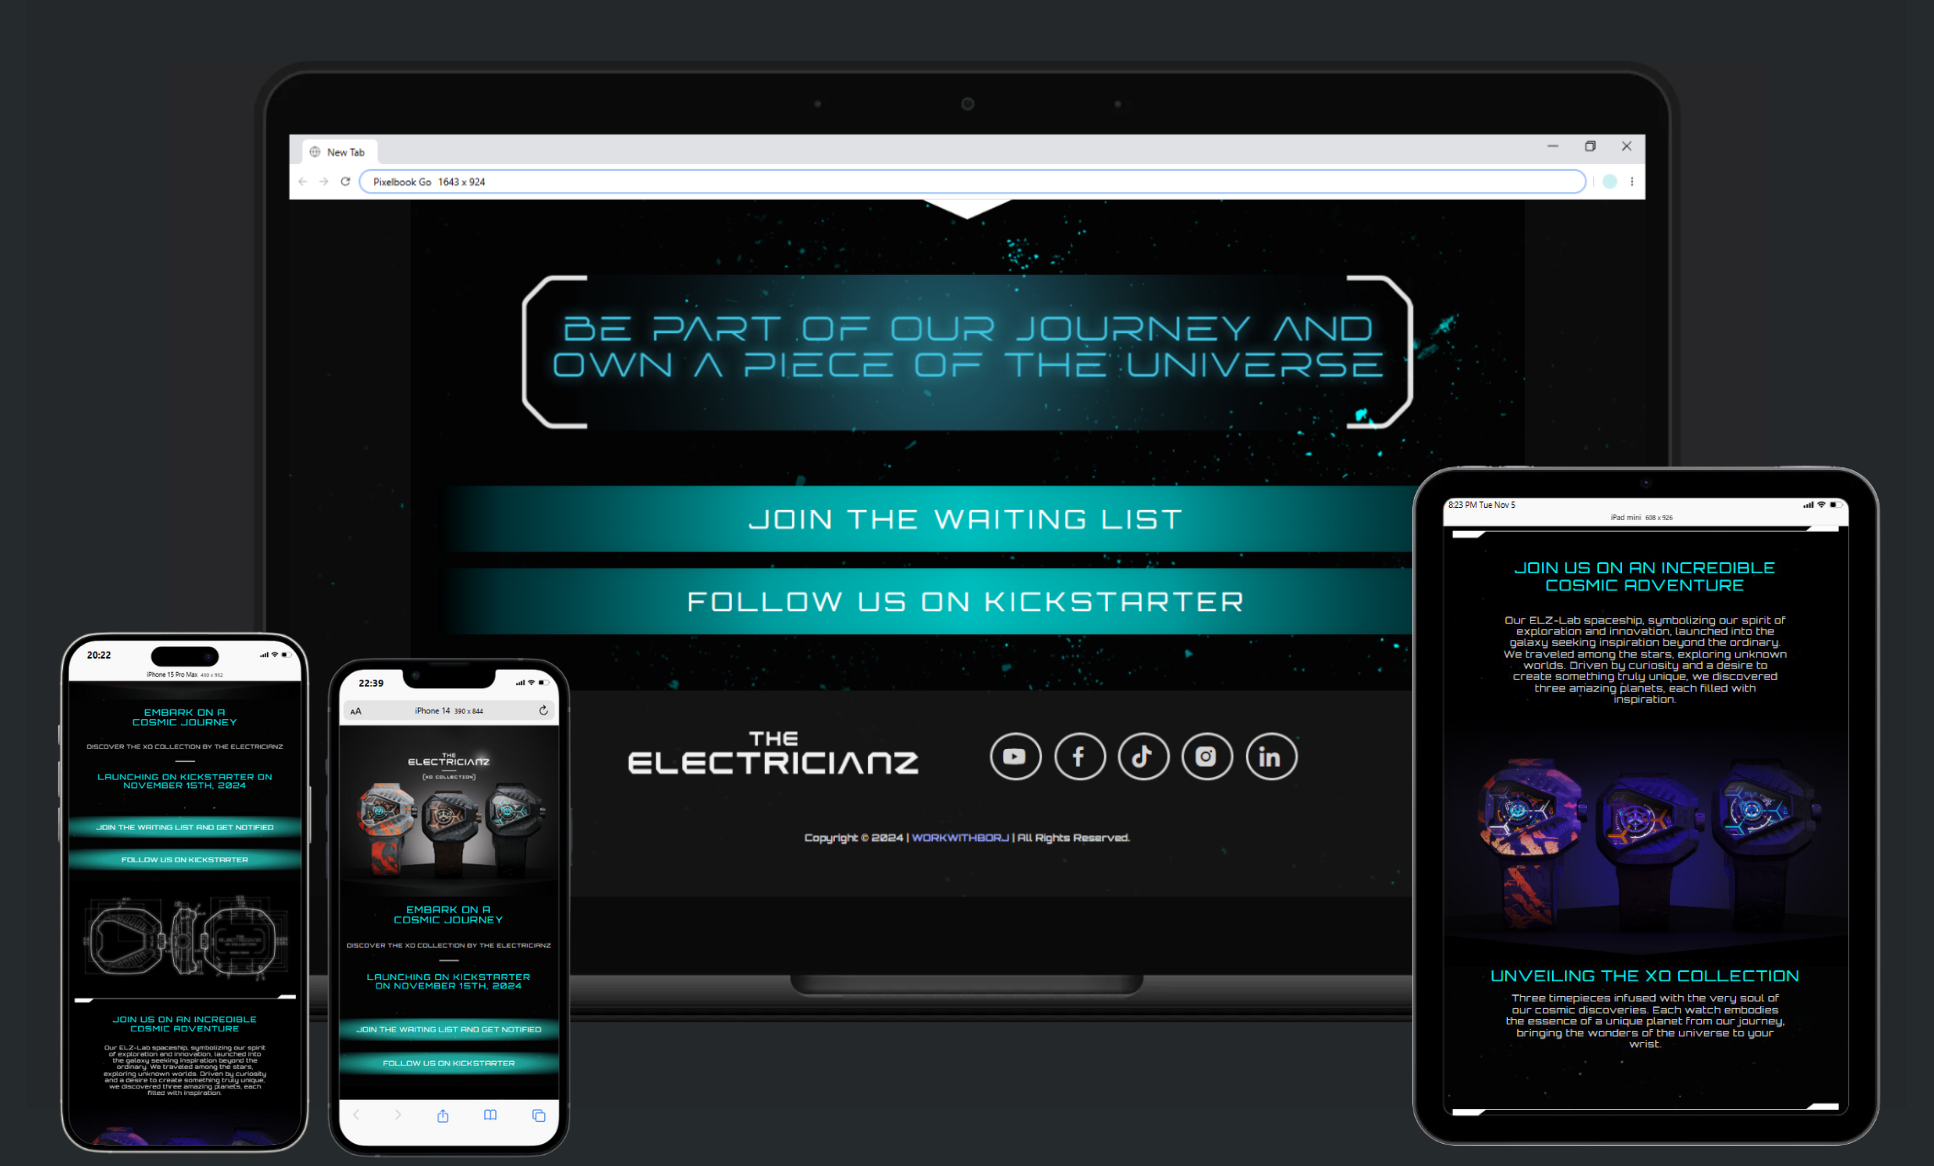 New Tab
Pixelbook Go 1643 x 924
BE PART OF OUR JOURNEY AND
OWN A PIECE OF THE UNIVERSE
JOIN THE WAITING LIST
FOLLOW US ON KICKSTARTER
THE
ELECTRICIANZ
Copyright © 2024 | WORKWITHBORJ | All Rights Reserved.
20:22
iPhone 15 Pro Max
EMBARK ON A
COSMIC JOURNEY
DISCOVER THE XO COLLECTION BY THE ELECTRICIANZ
LAUNCHING ON KICKSTARTER ON
NOVEMBER 15TH, 2024
JOIN THE WAITING LIST AND GET NOTIFIED
FOLLOW US ON KICKSTARTER
JOIN US ON AN INCREDIBLE
COSMIC ADVENTURE
Our ELZ-Lab spaceship, symbolizing our spirit
of exploration and innovation, launched into
the galaxy seeking inspiration beyond the
ordinary. We traveled among the stars,
exploring unknown worlds. Driven by curiosity
and a desire to create something truly unique,
we discovered three amazing planets, each
filled with inspiration.
22:39
AA iPhone 14 390 x 844
THE
ELECTRICIANZ
(XO COLLECTION)
EMBARK ON A
COSMIC JOURNEY
DISCOVER THE XO COLLECTION BY THE ELECTRICIANZ
LAUNCHING ON KICKSTARTER
ON NOVEMBER 15TH, 2024
JOIN THE WAITING LIST AND GET NOTIFIED
FOLLOW US ON KICKSTARTER
8:23 PM Tue Nov 5
iPad mini 608 x 926
JOIN US ON AN INCREDIBLE
COSMIC ADVENTURE
Our ELZ-Lab spaceship, symbolizing our spirit of
exploration and innovation, launched into the
galaxy seeking inspiration beyond the ordinary.
We traveled among the stars, exploring unknown
worlds. Driven by curiosity and a desire to
create something truly unique, we discovered
three amazing planets, each filled with
inspiration.
UNVEILING THE XO COLLECTION
Three timepieces infused with the very soul of
our cosmic discoveries. Each watch embodies
the essence of a unique planet from our journey,
bringing the wonders of the universe to your
wrist.